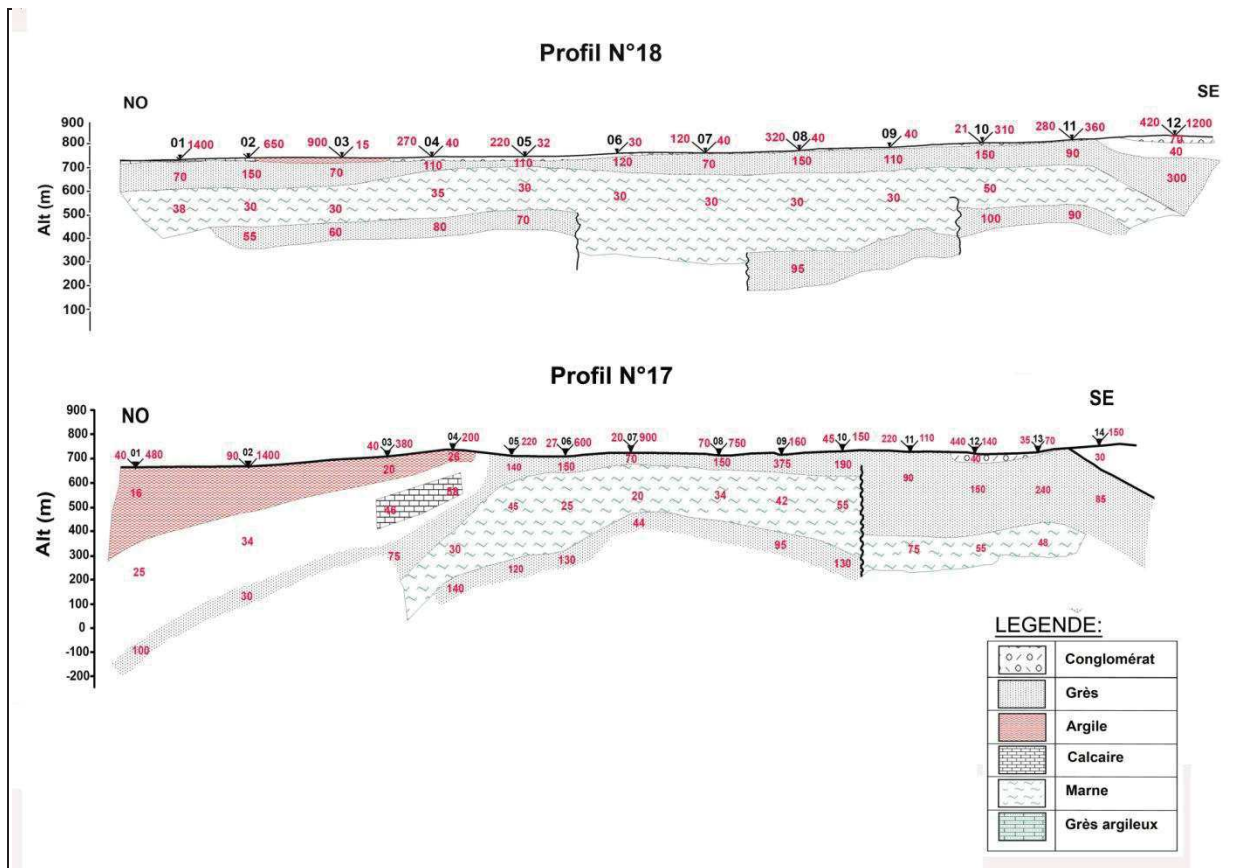 Profil N°18
NO
SE
900
800
700
600
500
400
300
200
100
Alt (m)
01 1400
02 650
900 03 15
270 04 40
220 05 32
06 30
120 07 40
320 08 40
09 40
21 10 310
280 11 360
420 12 1200
70
40
70 150 70 110 110 120 70 150 110 150 90 300
38 30 30 35 30 30 30 30 30 50
55 60 80 70 95 100 90
Profil N°17
NO
SE
900
800
700
600
500
400
300
200
100
0
-100
-200
Alt (m)
40 01 480
90 02 1400
40 03 380
04 200
05 220
27 06 600
20 07 900
70 08 750
09 160
45 10 150
220 11 110
440 12 140
35 13 70
14 150
20 26 140 150 70 150 375 190 90 40 30
16 46 58 45 25 20 34 42 55 160 240 85
34 75 30 44 95 75 55 48
25 30 140 120 130 130
100
LEGENDE:
Conglomérat
Grès
Argile
Calcaire
Marne
Grès argileux